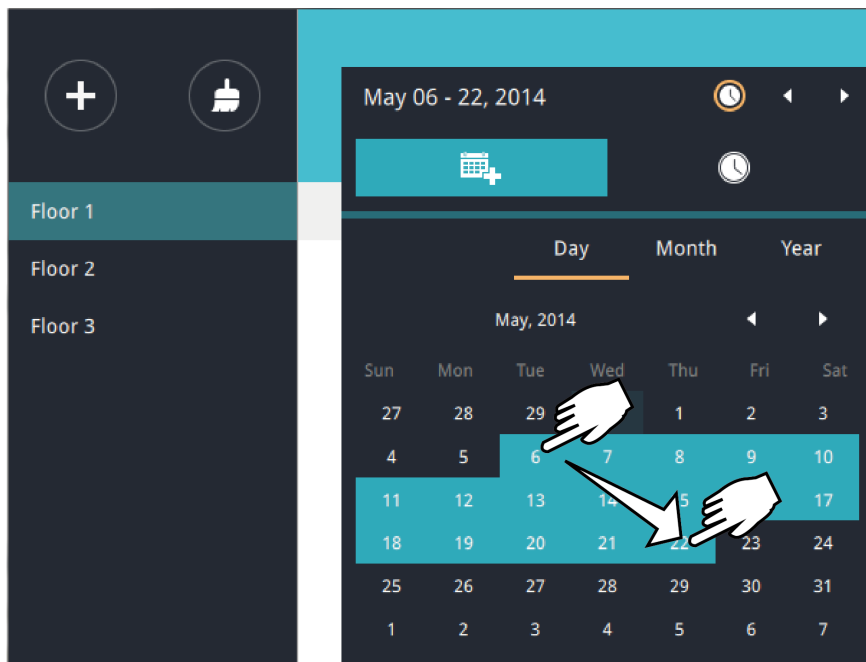 May 06 - 22, 2014
Floor 1
Day Month Year
Floor 2
Floor 3
May, 2014
Sun Mon Tue Wed Thu Fri Sat
27 28 29 1 2 3
4 5 6 7 8 9 10
11 12 13 14 15 17
18 19 20 21 22 23 24
25 26 27 28 29 30 31
1 2 3 4 5 6 7